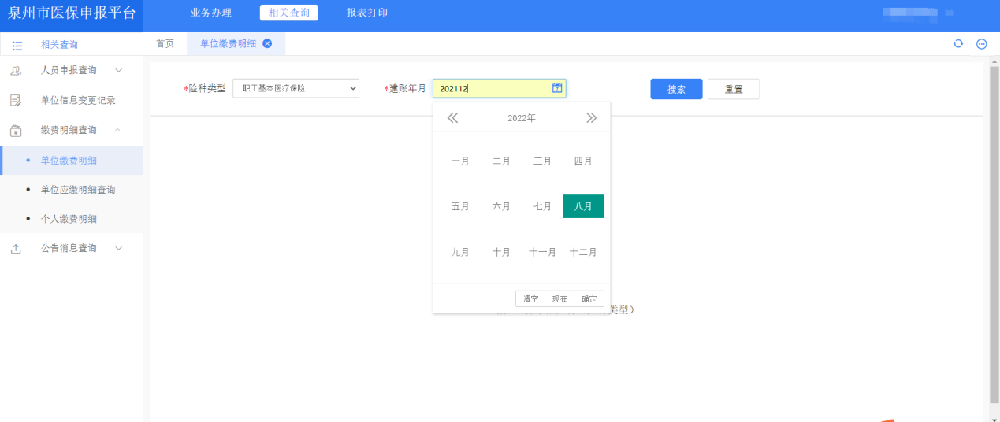 泉州市医保申报平台 业务办理 相关查询 报表打印
相关查询 首页 单位缴费明细
人员申报查询
*险种类型 职工基本医疗保险 *建账年月 202112 搜索 重置
单位信息变更记录
2022年
缴费明细查询
一月 二月 三月 四月
单位缴费明细
单位应缴明细查询
五月 六月 七月 八月
个人缴费明细
公告消息查询
九月 十月 十一月 十二月
清空 现在 确定
类型）